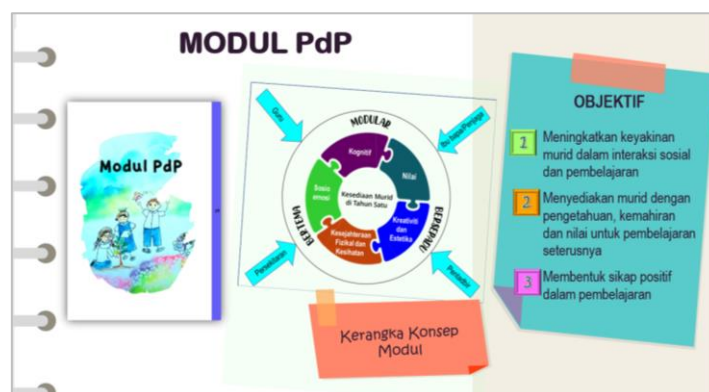 MODUL PdP
Modul PdP
Guru
Ibu bapa/Penjaga
Persekitaran
MODULAR
BERTEMA
BERSEPADU
Kognitif
Nilai
Sosio
emosi
Kesediaan Murid
di Tahun Satu
Kreativiti
dan
Estetika
Kesejahteraan
Fizikal dan
Kesihatan
Kerangka Konsep
Modul
OBJEKTIF
1
Meningkatkan keyakinan
murid dalam interaksi sosial
dan pembelajaran
2
Menyediakan murid dengan
pengetahuan, kemahiran
dan nilai untuk pembelajaran
seterusnya
3
Membentuk sikap positif
dalam pembelajaran